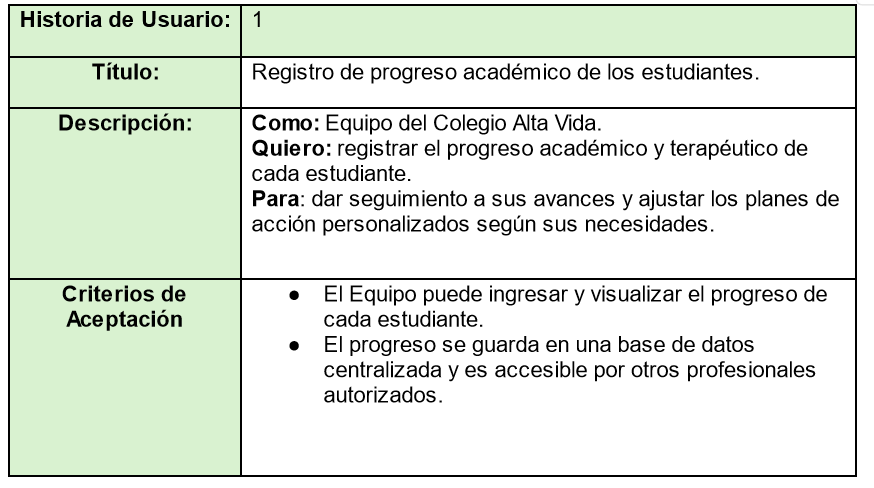 Historia de Usuario: 1
Título: Registro de progreso académico de los estudiantes.
Descripción: Como: Equipo del Colegio Alta Vida.
Quiero: registrar el progreso académico y terapéutico de
cada estudiante.
Para: dar seguimiento a sus avances y ajustar los planes de
acción personalizados según sus necesidades.
Criterios de
Aceptación
● El Equipo puede ingresar y visualizar el progreso de
cada estudiante.
● El progreso se guarda en una base de datos
centralizada y es accesible por otros profesionales
autorizados.